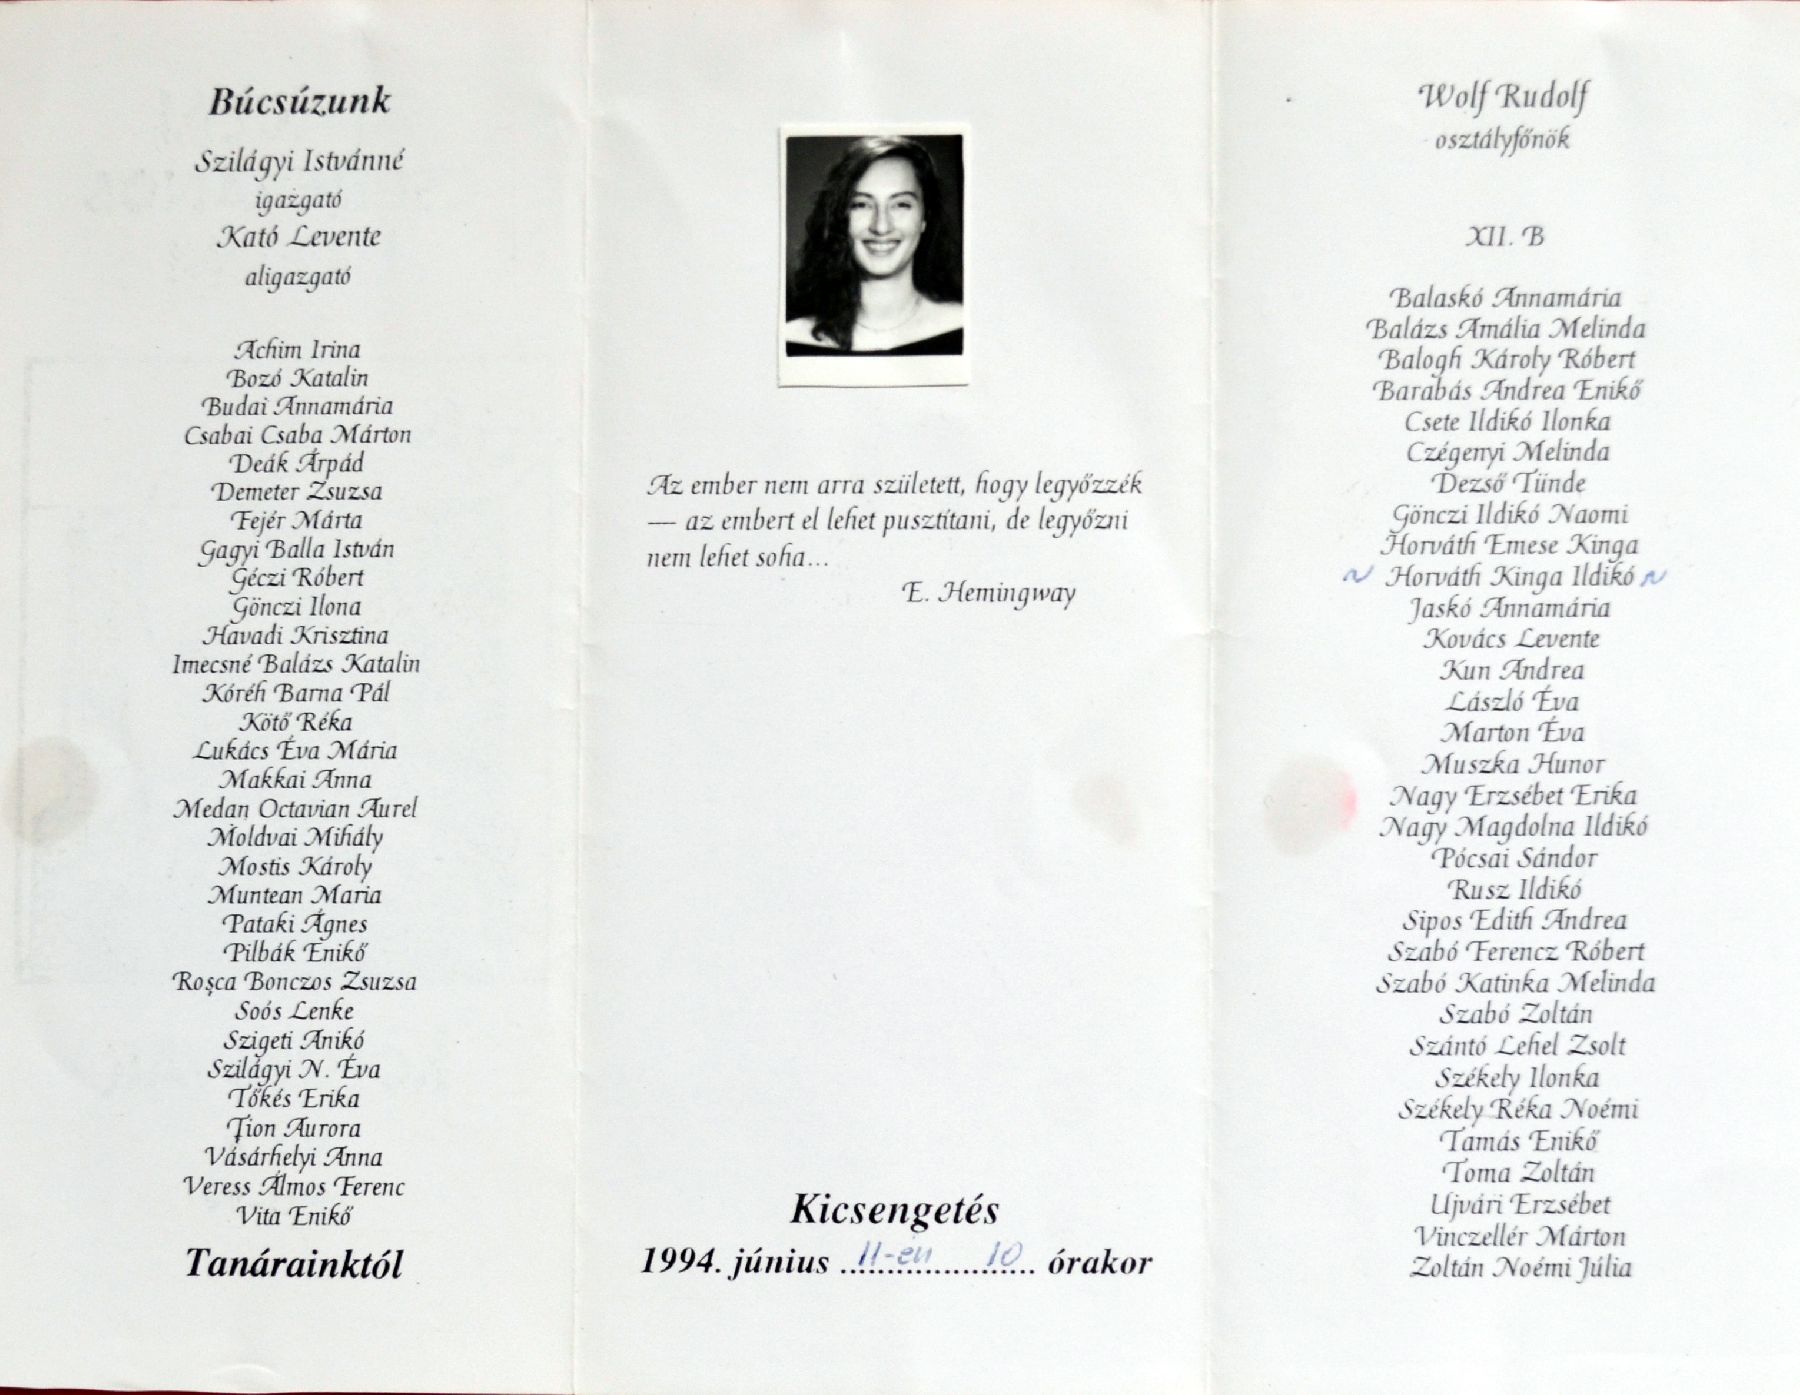 Búcsúzunk
Szilágyi Istvánné
igazgató
Kató Levente
aligazgató
Achim Irina
Bozó Katalin
Budai Annamária
Csabai Csaba Márton
Deák Árpád
Demeter Zsuzsa
Fejér Márta
Gagyi Balla István
Géczi Róbert
Gönczi Ilona
Havadi Krisztina
Imecsné Balázs Katalin
Kóréh Barna Pál
Kötő Réka
Lukács Éva Mária
Makkai Anna
Medan Octavian Aurel
Moldvai Mihály
Mostis Károly
Muntean Maria
Pataki Ágnes
Pilbák Enikő
Roşca Bonczos Zsuzsa
Soós Lenke
Szigeti Anikó
Szilágyi N. Éva
Tőkés Erika
Ţion Aurora
Vásárhelyi Anna
Veress Álmos Ferenc
Vita Enikő
Tanárainktól
Az ember nem arra született, hogy legyőzzék
— az embert el lehet pusztítani, de legyőzni
nem lehet soha...
E. Hemingway
Kicsengetés
1994. június 11-én 10 órakor
Wolf Rudolf
osztályfőnök
XII. B
Balaskó Annamária
Balázs Amália Melinda
Balogh Károly Róbert
Barabás Andrea Enikő
Csete Ildikó Ilonka
Czégenyi Melinda
Dezső Tünde
Gönczi Ildikó Naomi
Horváth Emese Kinga
~ Horváth Kinga Ildikó ~
Jaskó Annamária
Kovács Levente
Kun Andrea
László Éva
Marton Éva
Muszka Hunor
Nagy Erzsébet Erika
Nagy Magdolna Ildikó
Pócsai Sándor
Rusz Ildikó
Sipos Edith Andrea
Szabó Ferencz Róbert
Szabó Katinka Melinda
Szabó Zoltán
Szántó Lehel Zsolt
Székely Ilonka
Székely Réka Noémi
Tamás Enikő
Toma Zoltán
Ujvári Erzsébet
Vinczellér Márton
Zoltán Noémi Júlia